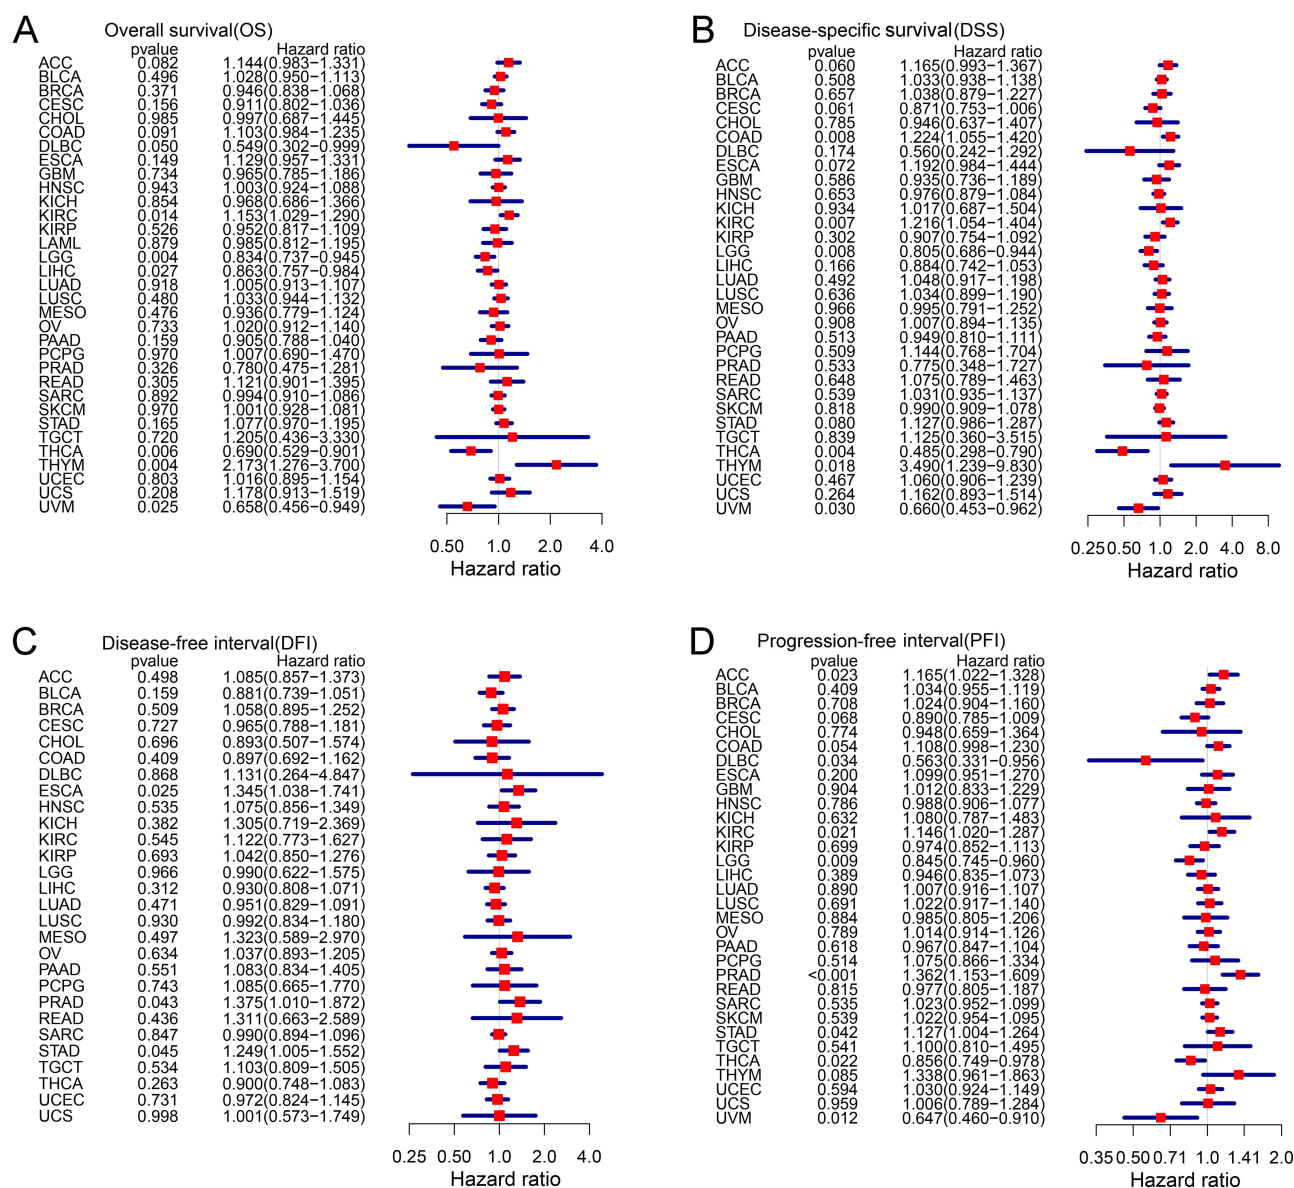 A
Overall survival(OS)
pvalue Hazard ratio
ACC 0.082 1.144(0.983−1.331)
BLCA 0.496 1.028(0.950−1.113)
BRCA 0.371 0.946(0.838−1.068)
CESC 0.156 0.911(0.802−1.036)
CHOL 0.985 0.997(0.687−1.445)
COAD 0.091 1.103(0.984−1.235)
DLBC 0.050 0.549(0.302−0.999)
ESCA 0.149 1.129(0.957−1.331)
GBM 0.734 0.965(0.785−1.186)
HNSC 0.943 1.003(0.924−1.088)
KICH 0.854 0.968(0.686−1.366)
KIRC 0.014 1.153(1.029−1.290)
KIRP 0.526 0.952(0.817−1.109)
LAML 0.879 0.985(0.812−1.195)
LGG 0.004 0.834(0.737−0.945)
LIHC 0.027 0.863(0.757−0.984)
LUAD 0.918 1.005(0.913−1.107)
LUSC 0.480 1.033(0.944−1.132)
MESO 0.476 0.936(0.779−1.124)
OV 0.733 1.020(0.912−1.140)
PAAD 0.159 0.905(0.788−1.040)
PCPG 0.970 1.007(0.690−1.470)
PRAD 0.326 0.780(0.475−1.281)
READ 0.305 1.121(0.901−1.395)
SARC 0.892 0.994(0.910−1.086)
SKCM 0.970 1.001(0.928−1.081)
STAD 0.165 1.077(0.970−1.195)
TGCT 0.720 1.205(0.436−3.330)
THCA 0.006 0.690(0.529−0.901)
THYM 0.004 2.173(1.276−3.700)
UCEC 0.803 1.016(0.895−1.154)
UCS 0.208 1.178(0.913−1.519)
UVM 0.025 0.658(0.456−0.949)
0.50 1.0 2.0 4.0
Hazard ratio
B
Disease-specific survival(DSS)
pvalue Hazard ratio
ACC 0.060 1.165(0.993−1.367)
BLCA 0.508 1.033(0.938−1.138)
BRCA 0.657 1.038(0.879−1.227)
CESC 0.061 0.871(0.753−1.006)
CHOL 0.785 0.946(0.637−1.407)
COAD 0.008 1.224(1.055−1.420)
DLBC 0.174 0.560(0.242−1.292)
ESCA 0.072 1.192(0.984−1.444)
GBM 0.586 0.935(0.736−1.189)
HNSC 0.653 0.976(0.879−1.084)
KICH 0.934 1.017(0.687−1.504)
KIRC 0.007 1.216(1.054−1.404)
KIRP 0.302 0.907(0.754−1.092)
LGG 0.008 0.805(0.686−0.944)
LIHC 0.166 0.884(0.742−1.053)
LUAD 0.492 1.048(0.917−1.198)
LUSC 0.636 1.034(0.899−1.190)
MESO 0.966 0.995(0.791−1.252)
OV 0.908 1.007(0.894−1.135)
PAAD 0.513 0.949(0.810−1.111)
PCPG 0.509 1.144(0.768−1.704)
PRAD 0.533 0.775(0.348−1.727)
READ 0.648 1.075(0.789−1.463)
SARC 0.539 1.031(0.935−1.137)
SKCM 0.818 0.990(0.909−1.078)
STAD 0.080 1.127(0.986−1.287)
TGCT 0.839 1.125(0.360−3.515)
THCA 0.004 0.485(0.298−0.790)
THYM 0.018 3.490(1.239−9.830)
UCEC 0.467 1.060(0.906−1.239)
UCS 0.264 1.162(0.893−1.514)
UVM 0.030 0.660(0.453−0.962)
0.25 0.50 1.0 2.0 4.0 8.0
Hazard ratio
C
Disease-free interval(DFI)
pvalue Hazard ratio
ACC 0.498 1.085(0.857−1.373)
BLCA 0.159 0.881(0.739−1.051)
BRCA 0.509 1.058(0.895−1.252)
CESC 0.727 0.965(0.788−1.181)
CHOL 0.696 0.893(0.507−1.574)
COAD 0.409 0.897(0.692−1.162)
DLBC 0.868 1.131(0.264−4.847)
ESCA 0.025 1.345(1.038−1.741)
HNSC 0.535 1.075(0.856−1.349)
KICH 0.382 1.305(0.719−2.369)
KIRC 0.545 1.122(0.773−1.627)
KIRP 0.693 1.042(0.850−1.276)
LGG 0.966 0.990(0.622−1.575)
LIHC 0.312 0.930(0.808−1.071)
LUAD 0.471 0.951(0.829−1.091)
LUSC 0.930 0.992(0.834−1.180)
MESO 0.497 1.323(0.589−2.970)
OV 0.634 1.037(0.893−1.205)
PAAD 0.551 1.083(0.834−1.405)
PCPG 0.743 1.085(0.665−1.770)
PRAD 0.043 1.375(1.010−1.872)
READ 0.436 1.311(0.663−2.589)
SARC 0.847 0.990(0.894−1.096)
STAD 0.045 1.249(1.005−1.552)
TGCT 0.534 1.103(0.809−1.505)
THCA 0.263 0.900(0.748−1.083)
UCEC 0.731 0.972(0.824−1.145)
UCS 0.998 1.001(0.573−1.749)
0.25 0.50 1.0 2.0 4.0
Hazard ratio
D
Progression-free interval(PFI)
pvalue Hazard ratio
ACC 0.023 1.165(1.022−1.328)
BLCA 0.409 1.034(0.955−1.119)
BRCA 0.708 1.024(0.904−1.160)
CESC 0.068 0.890(0.785−1.009)
CHOL 0.774 0.948(0.659−1.364)
COAD 0.054 1.108(0.998−1.230)
DLBC 0.034 0.563(0.331−0.956)
ESCA 0.200 1.099(0.951−1.270)
GBM 0.904 1.012(0.833−1.229)
HNSC 0.786 0.988(0.906−1.077)
KICH 0.632 1.080(0.787−1.483)
KIRC 0.021 1.146(1.020−1.287)
KIRP 0.699 0.974(0.852−1.113)
LGG 0.009 0.845(0.745−0.960)
LIHC 0.389 0.946(0.835−1.073)
LUAD 0.890 1.007(0.916−1.107)
LUSC 0.691 1.022(0.917−1.140)
MESO 0.884 0.985(0.805−1.206)
OV 0.789 1.014(0.914−1.126)
PAAD 0.618 0.967(0.847−1.104)
PCPG 0.514 1.075(0.866−1.334)
PRAD <0.001 1.362(1.153−1.609)
READ 0.815 0.977(0.805−1.187)
SARC 0.535 1.023(0.952−1.099)
SKCM 0.539 1.022(0.954−1.095)
STAD 0.042 1.127(1.004−1.264)
TGCT 0.541 1.100(0.810−1.495)
THCA 0.022 0.856(0.749−0.978)
THYM 0.085 1.338(0.961−1.863)
UCEC 0.594 1.030(0.924−1.149)
UCS 0.959 1.006(0.789−1.284)
UVM 0.012 0.647(0.460−0.910)
0.35 0.50 0.71 1.0 1.41 2.0
Hazard ratio